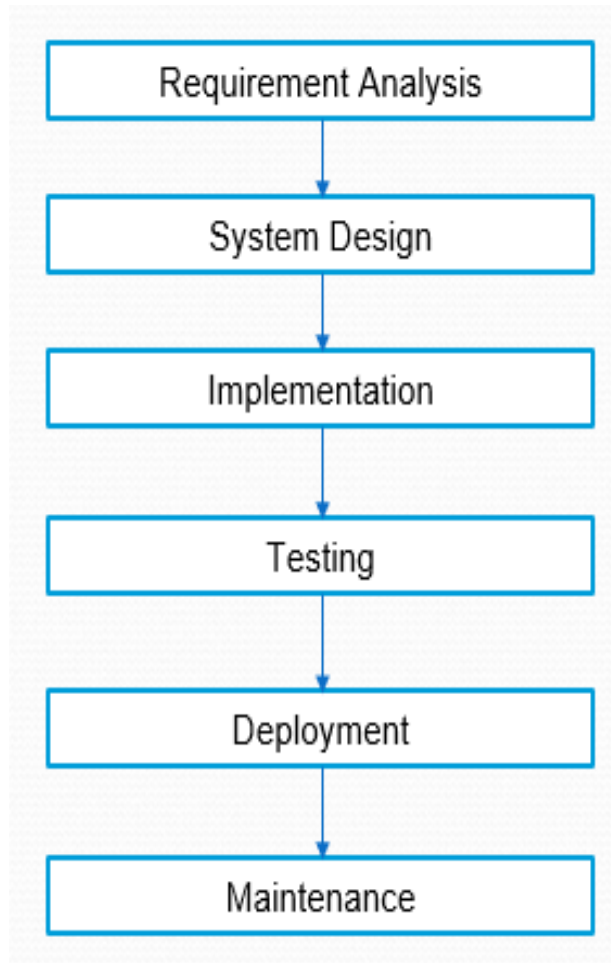 Requirement Analysis
System Design
Implementation
Testing
Deployment
Maintenance